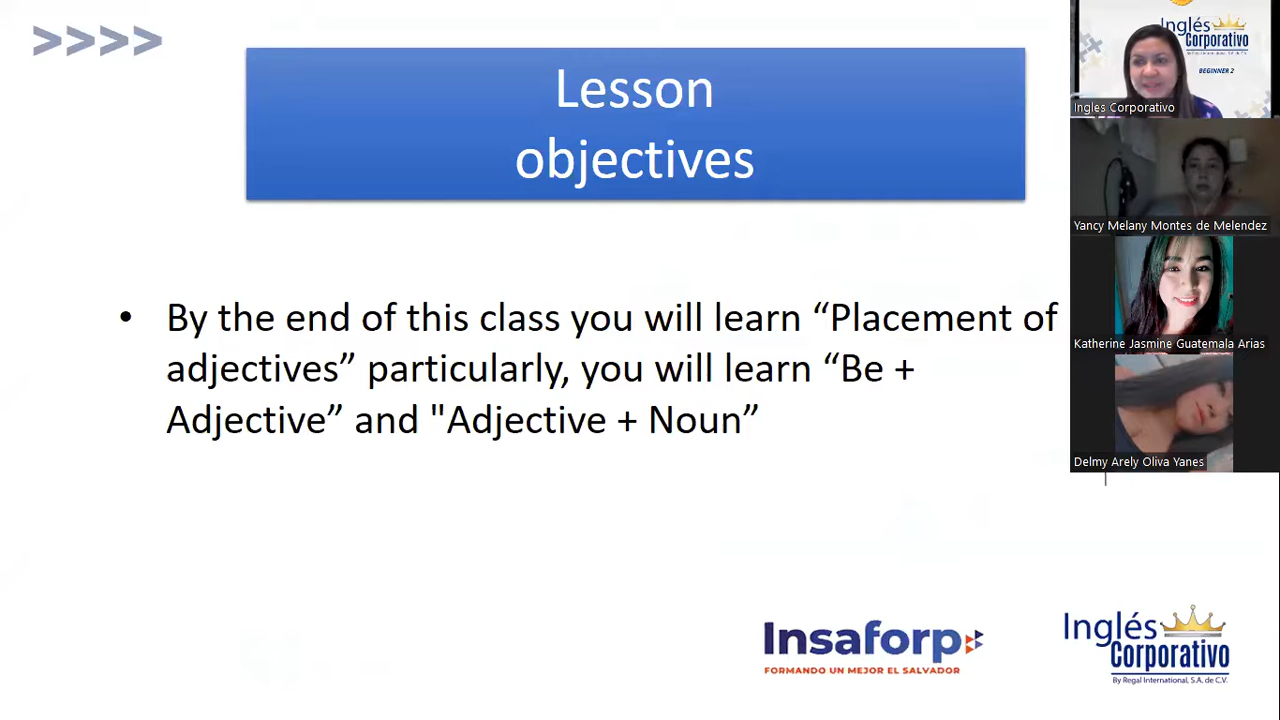 >>>>
Lesson
objectives
• By the end of this class you will learn “Placement of
adjectives” particularly, you will learn “Be +
Adjective” and "Adjective + Noun”
Inglés
Corporativo
BEGINNER 2
Ingles Corporativo
Yancy Melany Montes de Melendez
Katherine Jasmine Guatemala Arias
Delmy Arely Oliva Yanes
Insaforp
FORMANDO UN MEJOR EL SALVADOR
Inglés
Corporativo
By Regal International, S.A. de C.V.